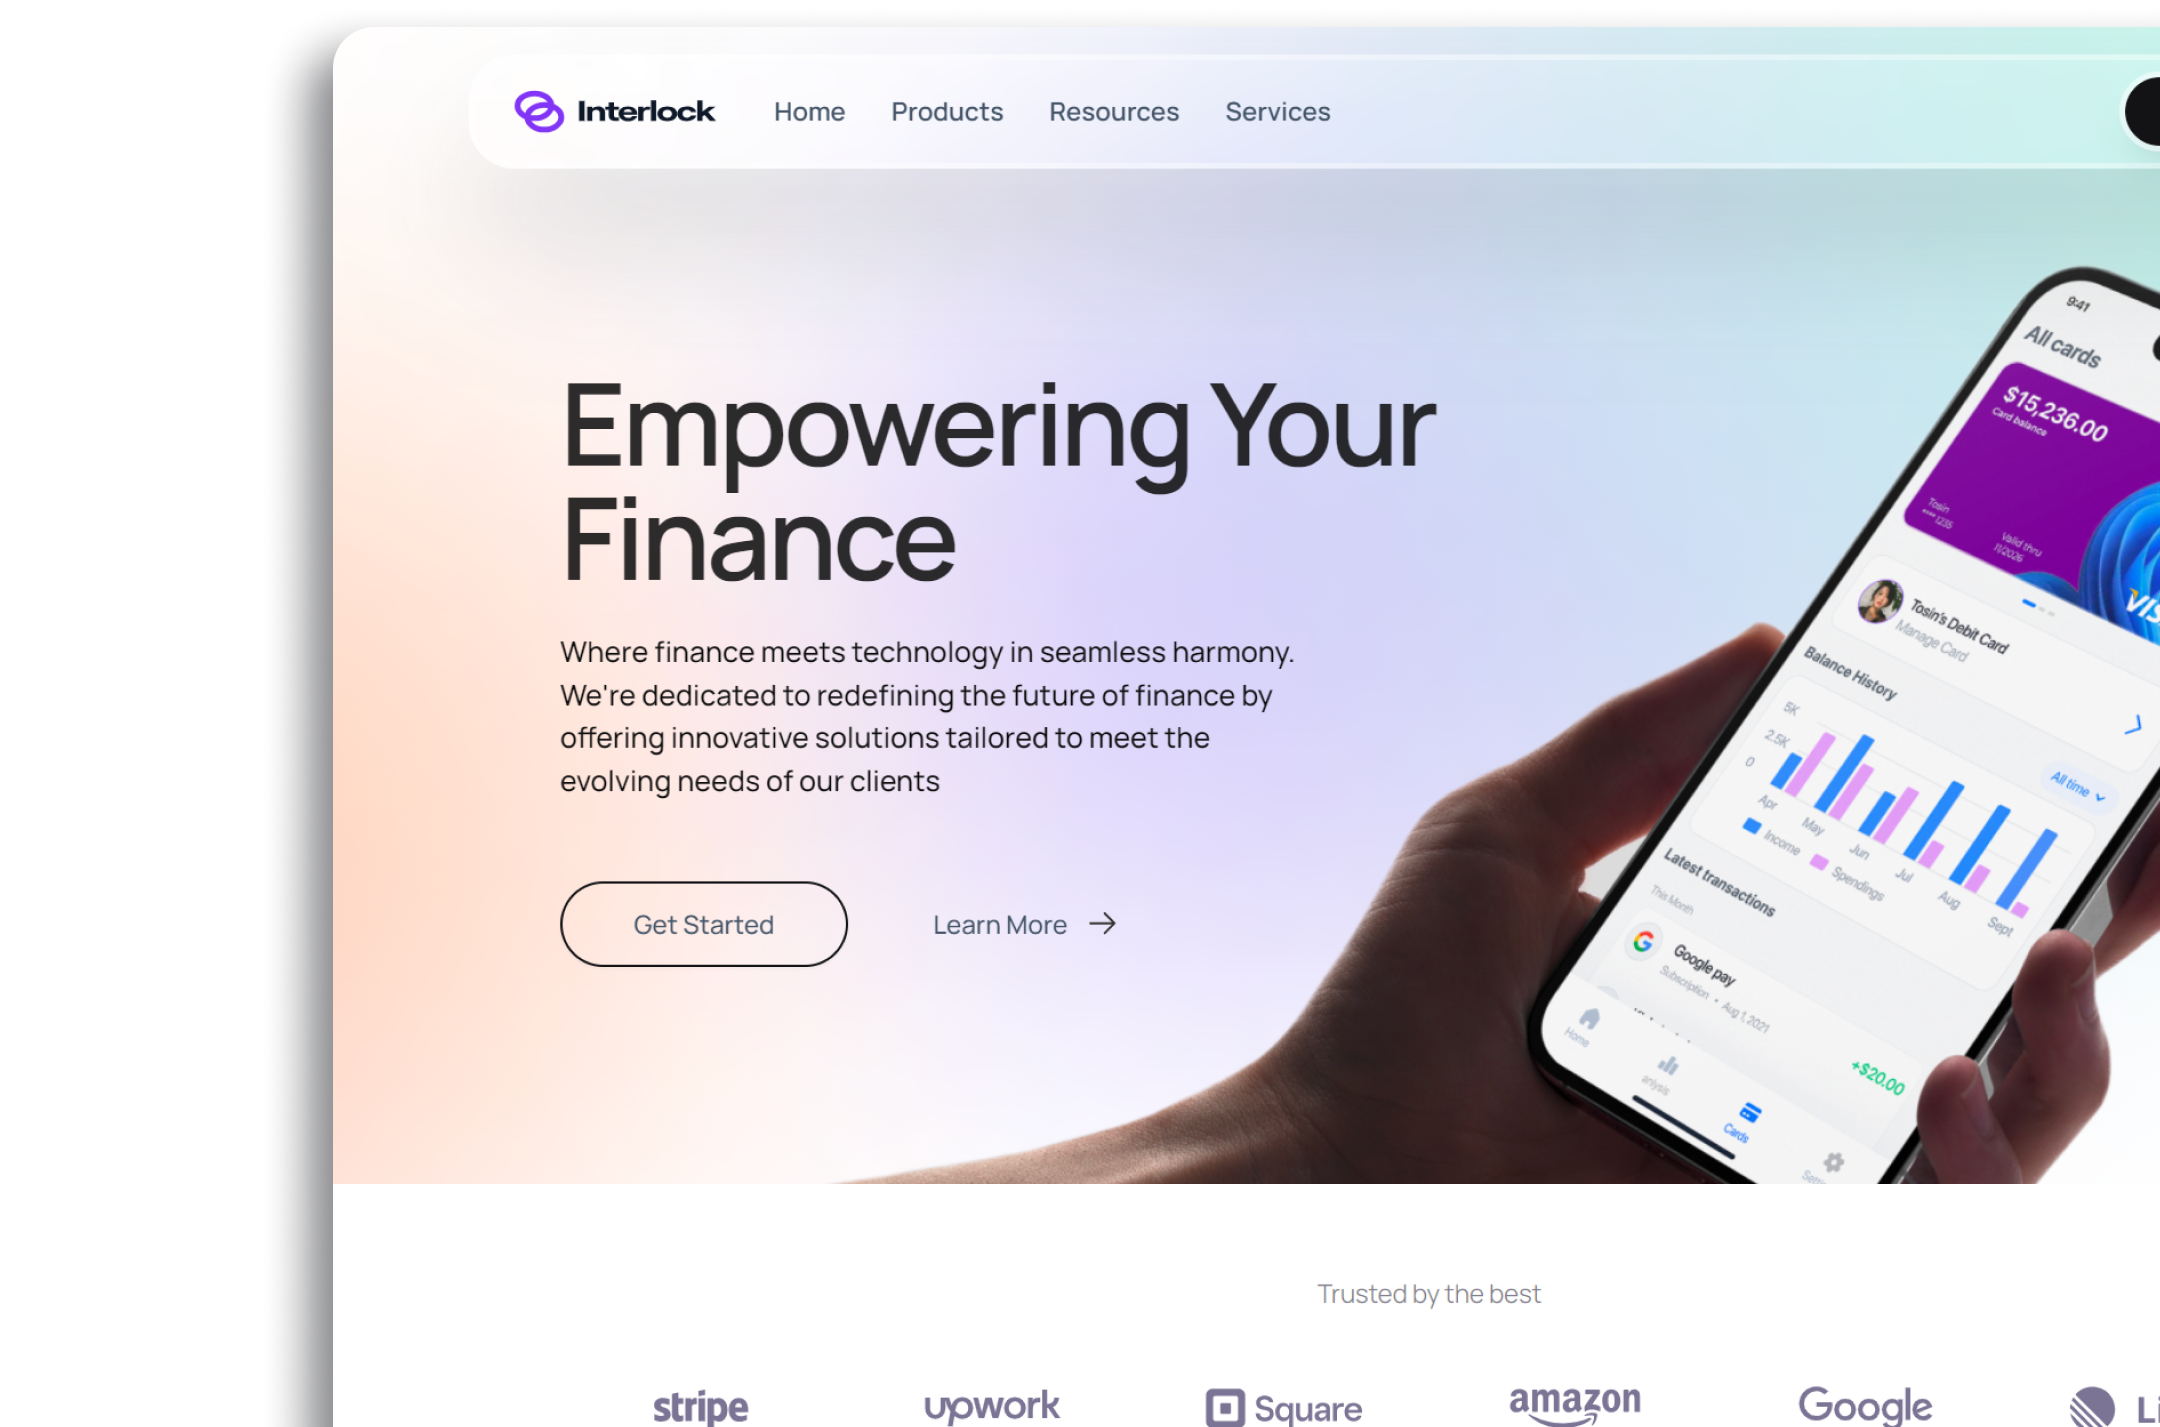 Interlock
Home
Products
Resources
Services
Empowering Your
Finance
Where finance meets technology in seamless harmony.
We're dedicated to redefining the future of finance by
offering innovative solutions tailored to meet the
evolving needs of our clients
Get Started
Learn More
9:41
All cards
$15,236.00
Card balance
Tosin
•••• 1235
Valid thru
11/2026
Tosin's Debit Card
Manage Card
Balance History
All time
5K
2.5K
0
Apr
May
Jun
Jul
Aug
Sept
Income
Spendings
Latest transactions
This Month
Google pay
Subscription • Aug 1, 2021
+$20.00
Home
anlysis
Cards
Trusted by the best
stripe
upwork
Square
amazon
Google